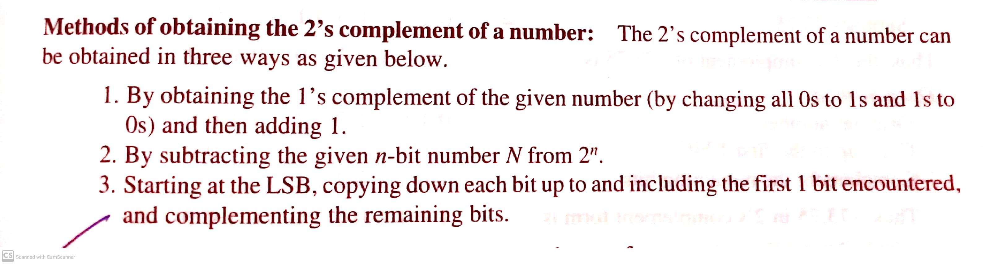 Methods of obtaining the 2’s complement of a number: The 2’s complement of a number can
be obtained in three ways as given below.
1. By obtaining the 1’s complement of the given number (by changing all 0s to 1s and 1s to
0s) and then adding 1.
2. By subtracting the given n-bit number N from 2ⁿ.
3. Starting at the LSB, copying down each bit up to and including the first 1 bit encountered,
and complementing the remaining bits.
CS Scanned with CamScanner